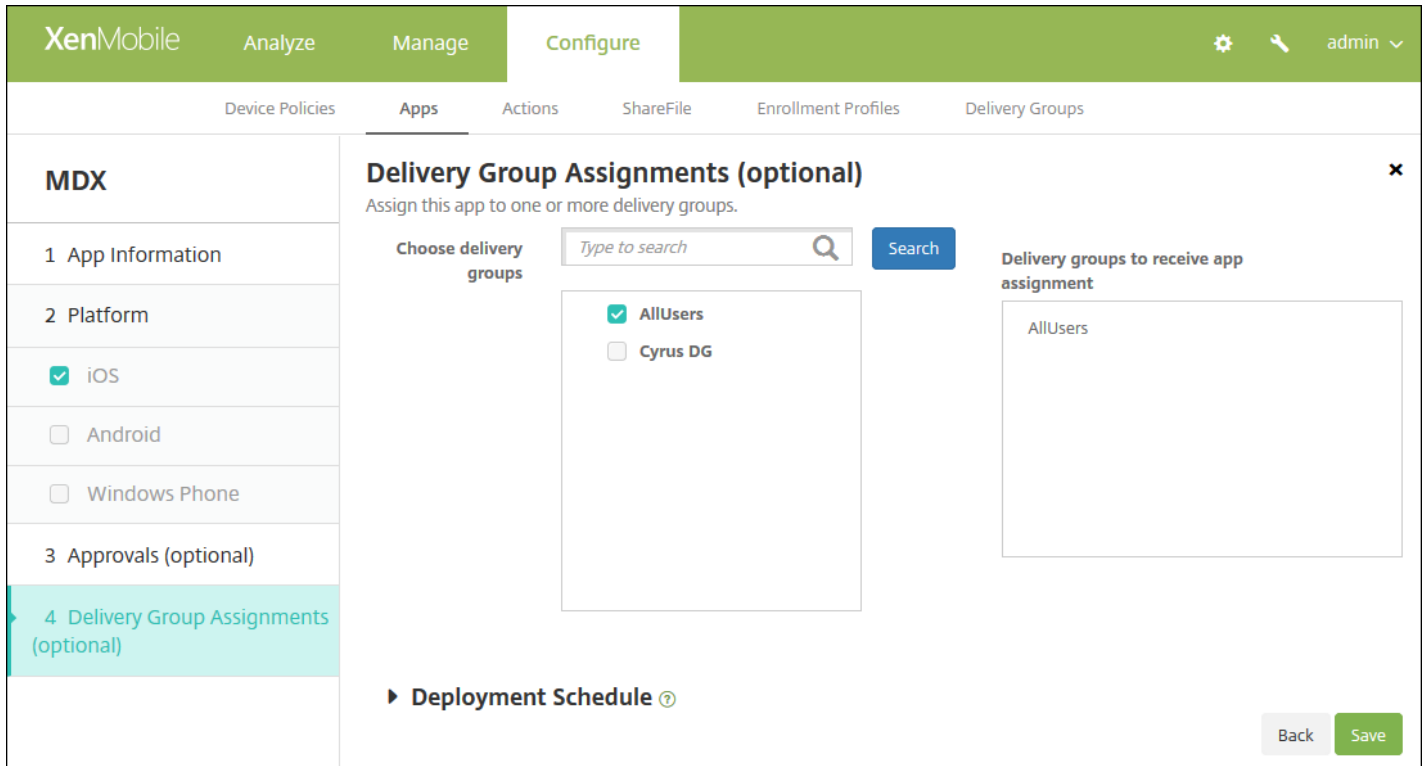 XenMobile Analyze Manage Configure admin
Device Policies Apps Actions ShareFile Enrollment Profiles Delivery Groups
MDX
1 App Information
2 Platform
iOS
Android
Windows Phone
3 Approvals (optional)
4 Delivery Group Assignments
(optional)
Delivery Group Assignments (optional)
Assign this app to one or more delivery groups.
Choose delivery
groups
Type to search
Search
AllUsers
Cyrus DG
Delivery groups to receive app
assignment
AllUsers
Deployment Schedule ?
Back Save